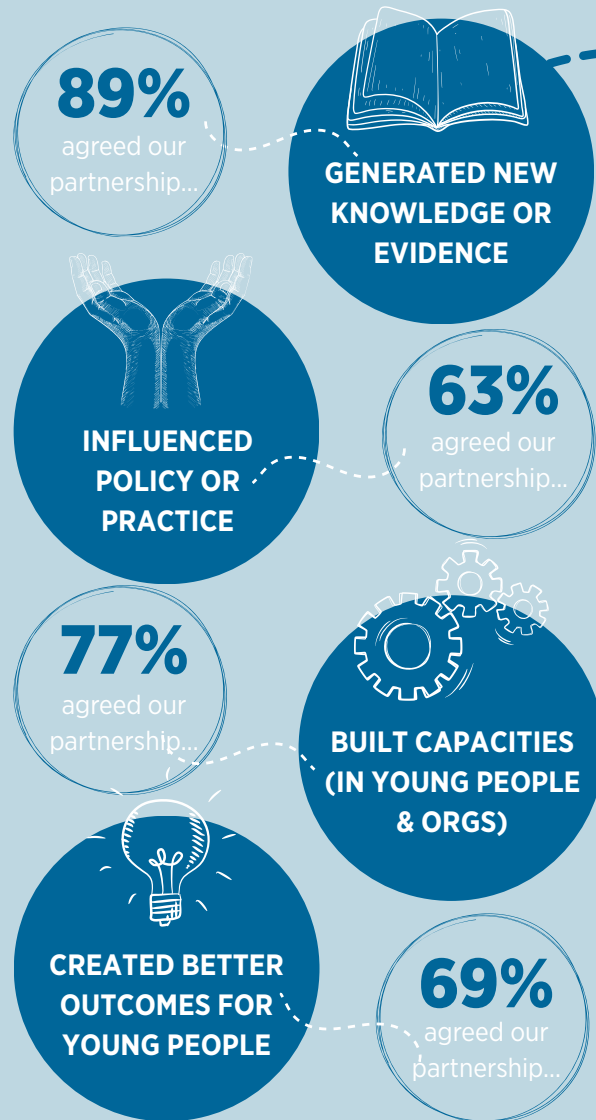 89%
agreed our
partnership...
GENERATED NEW
KNOWLEDGE OR
EVIDENCE
63%
agreed our
partnership...
INFLUENCED
POLICY OR
PRACTICE
77%
agreed our
partnership...
BUILT CAPACITIES
(IN YOUNG PEOPLE
& ORGS)
69%
agreed our
partnership...
CREATED BETTER
OUTCOMES FOR
YOUNG PEOPLE